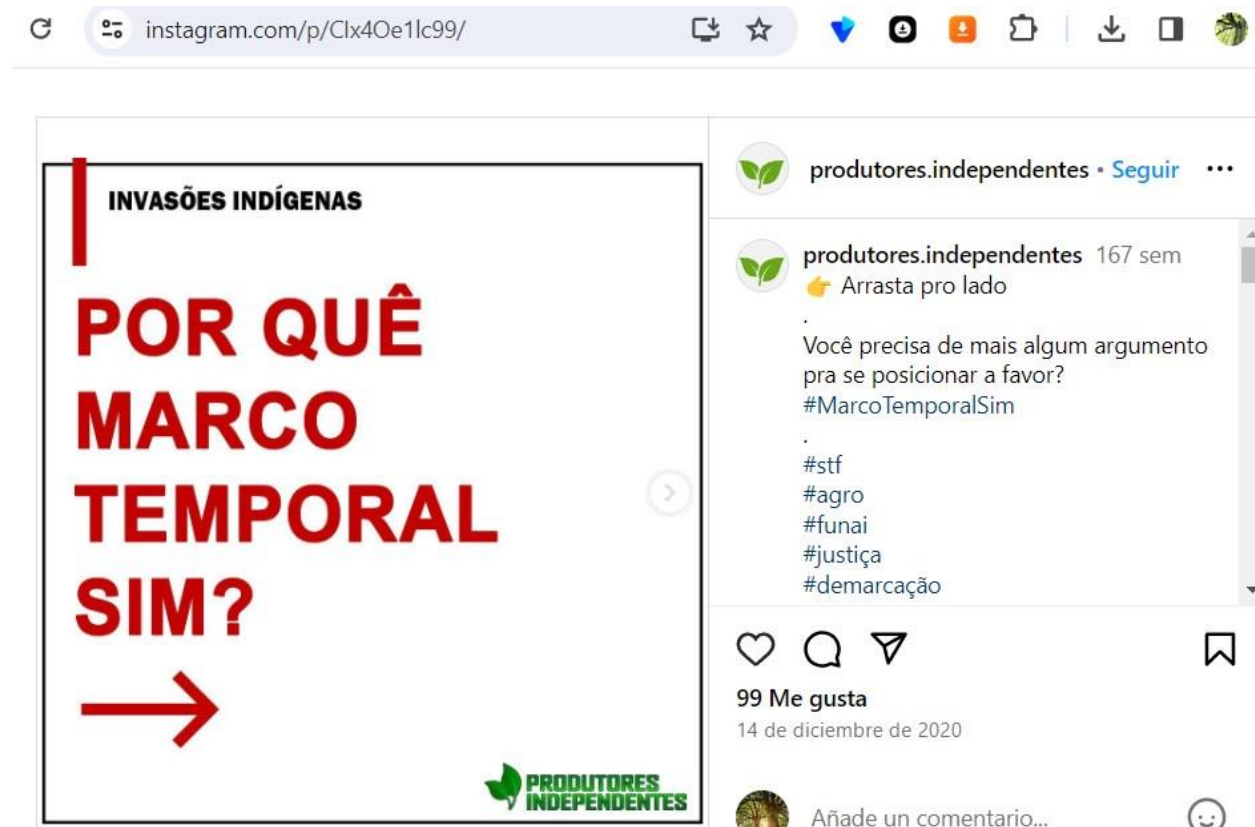 instagram.com/p/CIx4Oe1lc99/
INVASÕES INDÍGENAS
POR QUÊ
MARCO
TEMPORAL
SIM?
PRODUTORES
INDEPENDENTES
produtores.independentes • Seguir
produtores.independentes 167 sem
👉 Arrasta pro lado
.
Você precisa de mais algum argumento
pra se posicionar a favor?
#MarcoTemporalSim
.
#stf
#agro
#funai
#justiça
#demarcação
99 Me gusta
14 de diciembre de 2020
Añade un comentario...